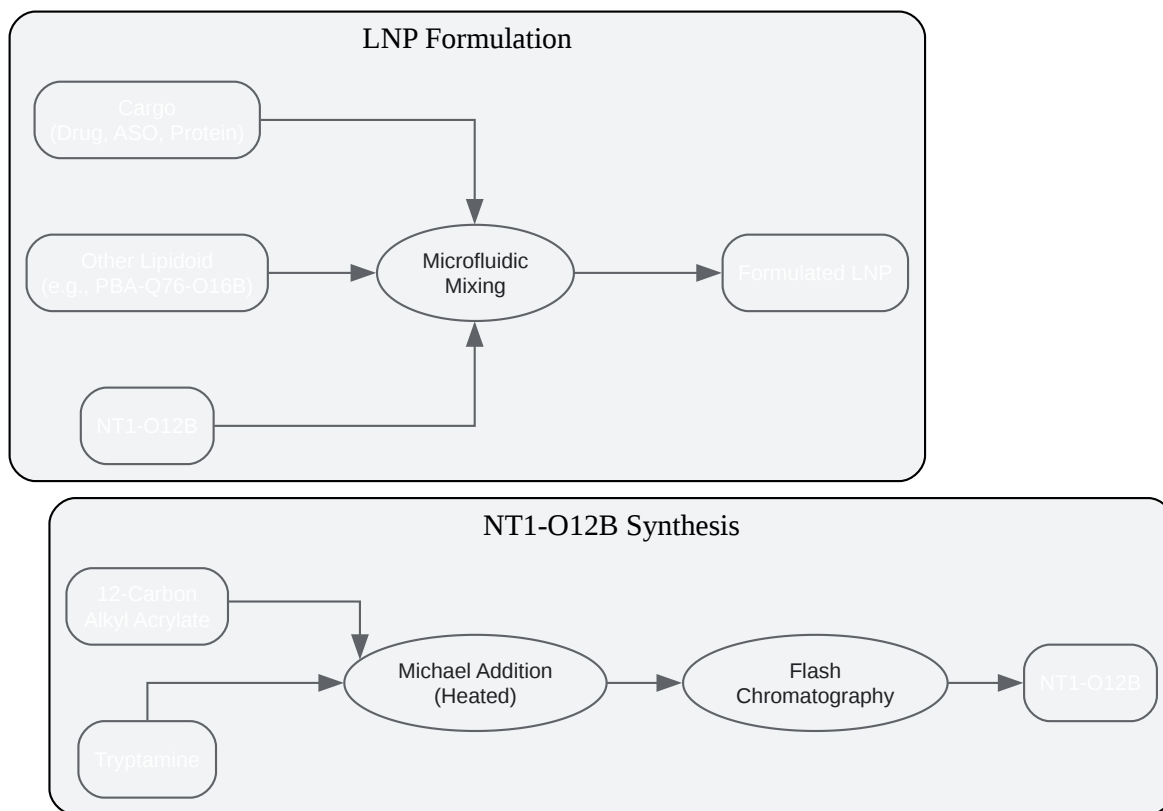 LNP Formulation
Cargo
(Drug, ASO, Protein)
Other Lipidoid
(e.g., PBA-Q76-O16B)
NT1-O12B
Microfluidic
Mixing
Formulated LNP
NT1-O12B Synthesis
12-Carbon
Alkyl Acrylate
Tryptamine
Michael Addition
(Heated)
Flash
Chromatography
NT1-O12B